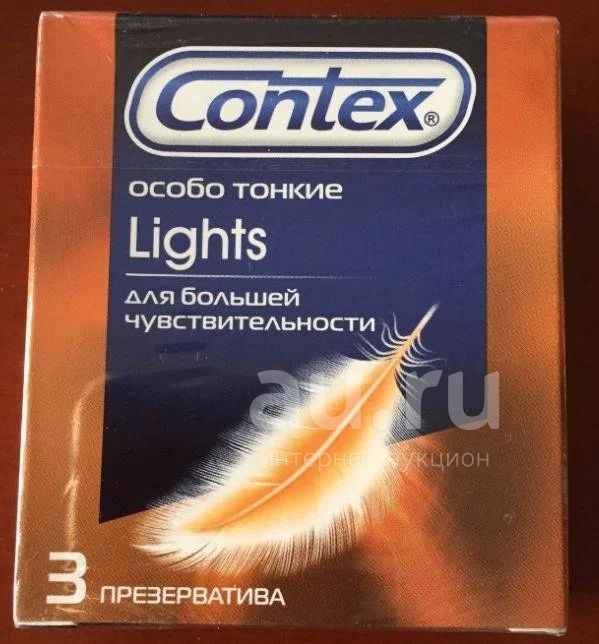 Contex®
особо тонкие
Lights
для большей
чувствительности
au.ru
интернет-аукцион
3 ПРЕЗЕРВАТИВА